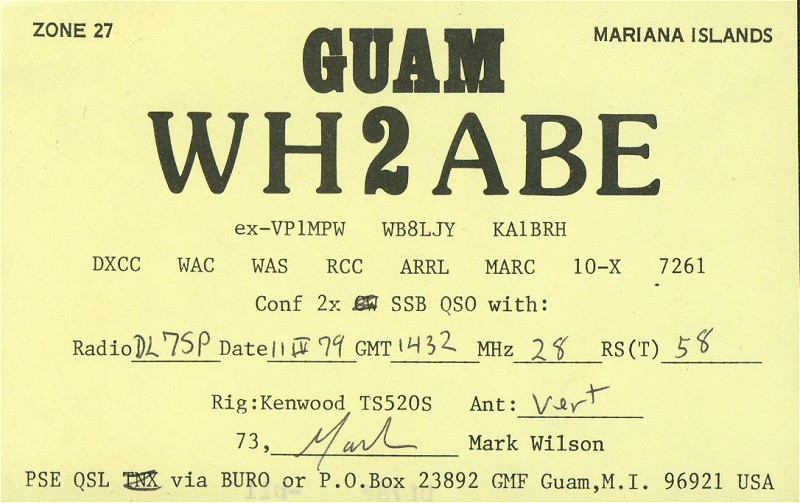 ZONE 27
MARIANA ISLANDS
GUAM
WH2ABE
ex-VP1MPW WB8LJY KA1BRH
DXCC WAC WAS RCC ARRL MARC 10-X 7261
Conf 2x CW SSB QSO with:
Radio DL7SP Date 11 IV 79 GMT 1432 MHz 28 RS(T) 58
Rig:Kenwood TS520S Ant: Vert
73, Mark Mark Wilson
PSE QSL TNX via BURO or P.O.Box 23892 GMF Guam,M.I. 96921 USA